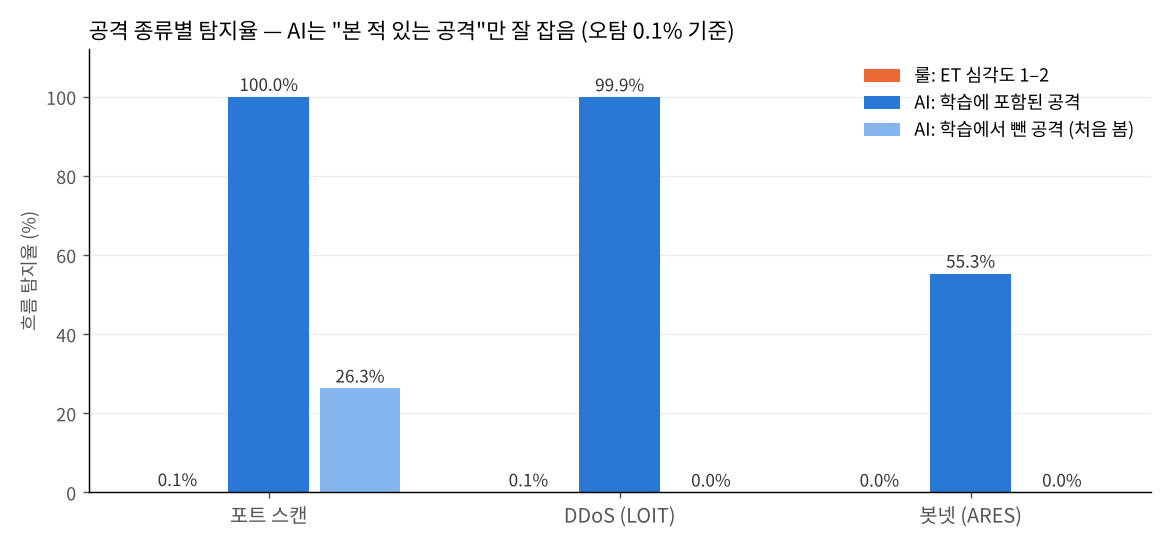 공격 종류별 탐지율 — AI는 "본 적 있는 공격"만 잘 잡음 (오탐 0.1% 기준)
룰: ET 심각도 1–2
AI: 학습에 포함된 공격
AI: 학습에서 뺀 공격 (처음 봄)
흐름 탐지율 (%)
100
80
60
40
20
0
0.1%
100.0%
26.3%
0.1%
99.9%
0.0%
0.0%
55.3%
0.0%
포트 스캔
DDoS (LOIT)
봇넷 (ARES)